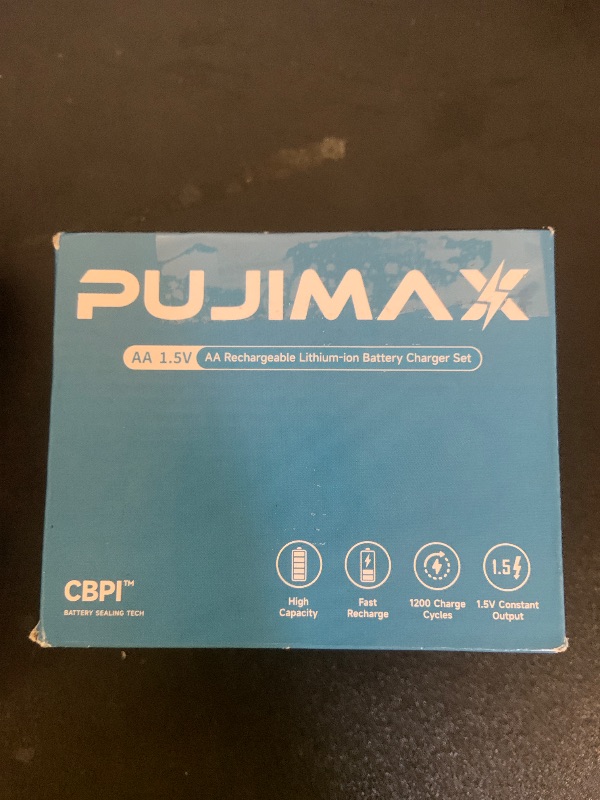 PUJIMAX
AA 1.5V AA Rechargeable Lithium-ion Battery Charger Set
1.5
CBPI™
BATTERY SEALING TECH
High
Capacity
Fast
Recharge
1200 Charge
Cycles
1.5V Constant
Output